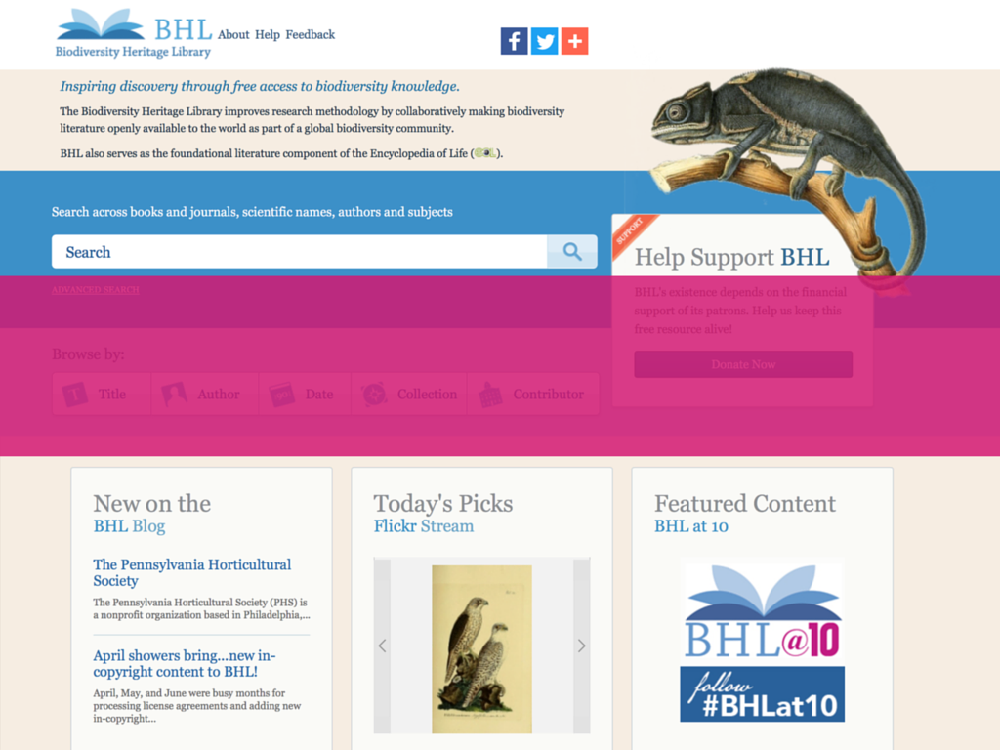 BHL
Biodiversity Heritage Library
About Help Feedback
Inspiring discovery through free access to biodiversity knowledge.
The Biodiversity Heritage Library improves research methodology by collaboratively making biodiversity
literature openly available to the world as part of a global biodiversity community.
BHL also serves as the foundational literature component of the Encyclopedia of Life (
).
Search across books and journals, scientific names, authors and subjects
Search
ADVANCED SEARCH
SUPPORT
Help Support BHL
BHL's existence depends on the financial
support of its patrons. Help us keep this
free resource alive!
Donate Now
Browse by:
Title
Author
Date
Collection
Contributor
New on the
BHL Blog
The Pennsylvania Horticultural
Society
The Pennsylvania Horticultural Society (PHS) is
a nonprofit organization based in Philadelphia,...
April showers bring...new in-
copyright content to BHL!
April, May, and June were busy months for
processing license agreements and adding new
in-copyright...
Today's Picks
Flickr Stream
Featured Content
BHL at 10
BHL@10
follow
#BHLat10